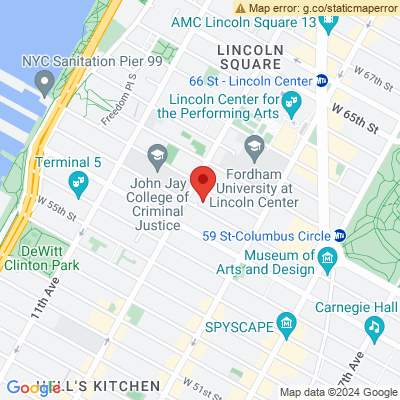 Map error: g.co/staticmaperror
AMC Lincoln Square 13
LINCOLN
SQUARE
NYC Sanitation Pier 99
Freedom Pl S
66 St - Lincoln Center
W 67th St
Lincoln Center for
the Performing Arts
W 65th St
Terminal 5
John Jay
College of
Criminal
Justice
Fordham
University at
Lincoln Center
W 55th St
59 St-Columbus Circle
DeWitt
Clinton Park
Museum of
Arts and Design
11th Ave
Carnegie Hall
SPYSCAPE
7th Ave
HELL'S KITCHEN
W 51st St
Google
Map data ©2024 Google